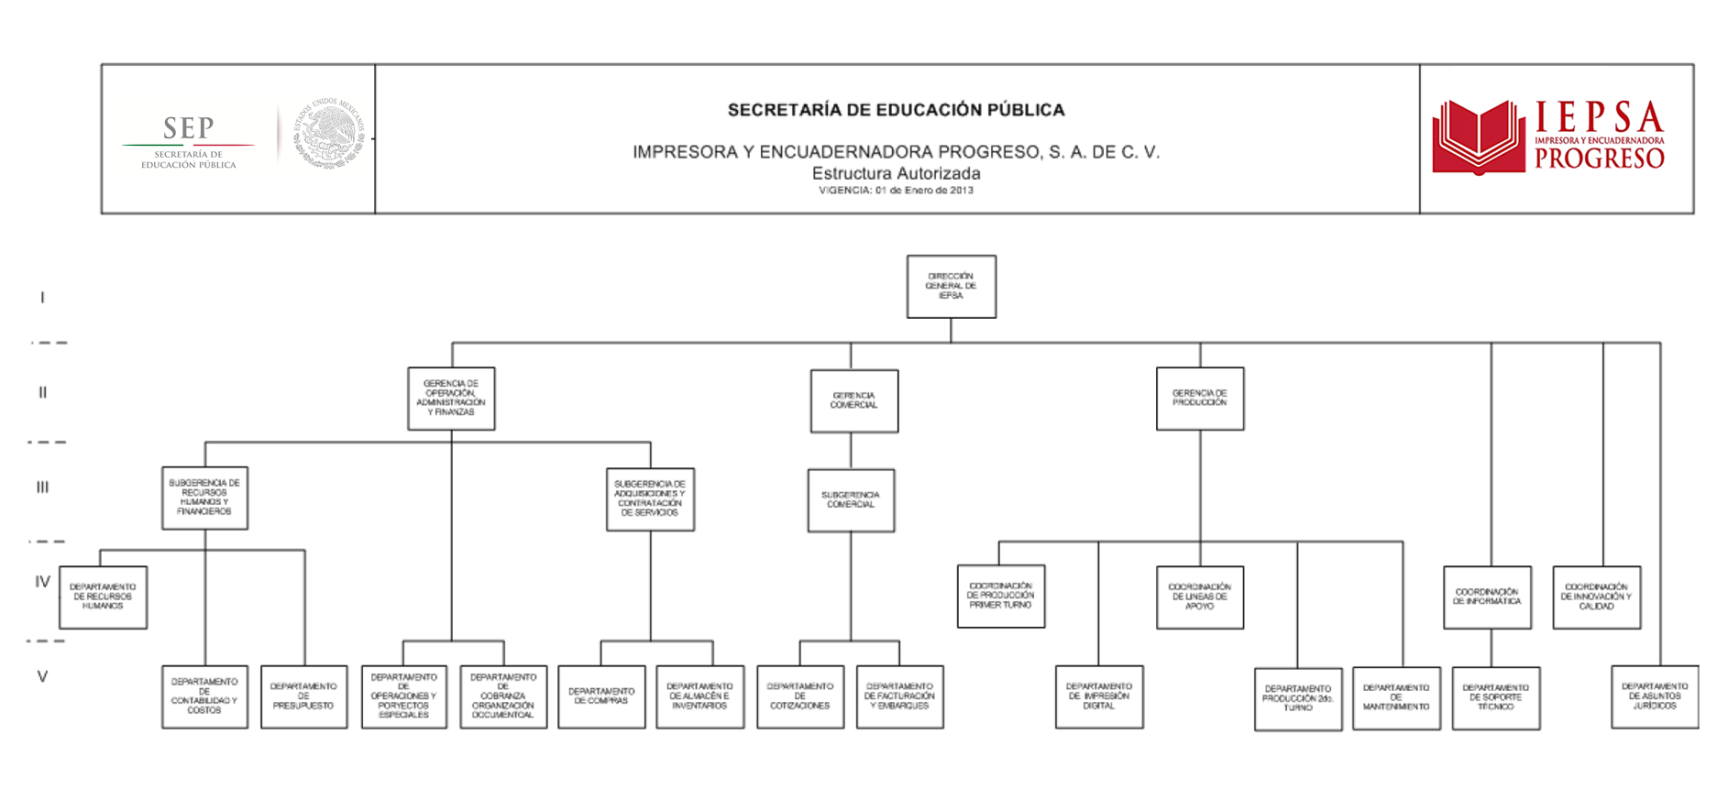 SEP
SECRETARÍA DE
EDUCACIÓN PÚBLICA
ESTADOS UNIDOS MEXICANOS
SECRETARÍA DE EDUCACIÓN PÚBLICA
IMPRESORA Y ENCUADERNADORA PROGRESO, S. A. DE C. V.
Estructura Autorizada
VIGENCIA: 01 de Enero de 2013
IEPSA
IMPRESORA Y ENCUADERNADORA
PROGRESO
I
DIRECCIÓN
GENERAL DE
IEPSA
II
GERENCIA DE
OPERACIÓN,
ADMINISTRACIÓN
Y FINANZAS
GERENCIA
COMERCIAL
GERENCIA DE
PRODUCCIÓN
III
SUBGERENCIA DE
RECURSOS
HUMANOS Y
FINANCIEROS
SUBGERENCIA DE
ADQUISICIONES Y
CONTRATACIÓN
DE SERVICIOS
SUBGERENCIA
COMERCIAL
IV
DEPARTAMENTO
DE RECURSOS
HUMANOS
COORDINACIÓN
DE PRODUCCIÓN
PRIMER TURNO
COORDINACIÓN
DE LINEAS DE
APOYO
COORDINACIÓN
DE INFORMÁTICA
COORDINACIÓN
DE INNOVACIÓN Y
CALIDAD
V
DEPARTAMENTO
DE
CONTABILIDAD Y
COSTOS
DEPARTAMENTO
DE
PRESUPUESTO
DEPARTAMENTO
DE
OPERACIONES Y
PORYECTOS
ESPECIALES
DEPARTAMENTO
DE
COBRANZA
ORGANIZACIÓN
DOCUMENTOAL
DEPARTAMENTO
DE COMPRAS
DEPARTAMENTO
DE ALMACÉN E
INVENTARIOS
DEPARTAMENTO
DE
COTIZACIONES
DEPARTAMENTO
DE FACTURACIÓN
Y EMBARQUES
DEPARTAMENTO
DE IMPRESIÓN
DIGITAL
DEPARTAMENTO
PRODUCCIÓN 2do.
TURNO
DEPARTAMENTO
DE
MANTENIMIENTO
DEPARTAMENTO
DE SOPORTE
TÉCNICO
DEPARTAMENTO
DE ASUNTOS
JURÍDICOS